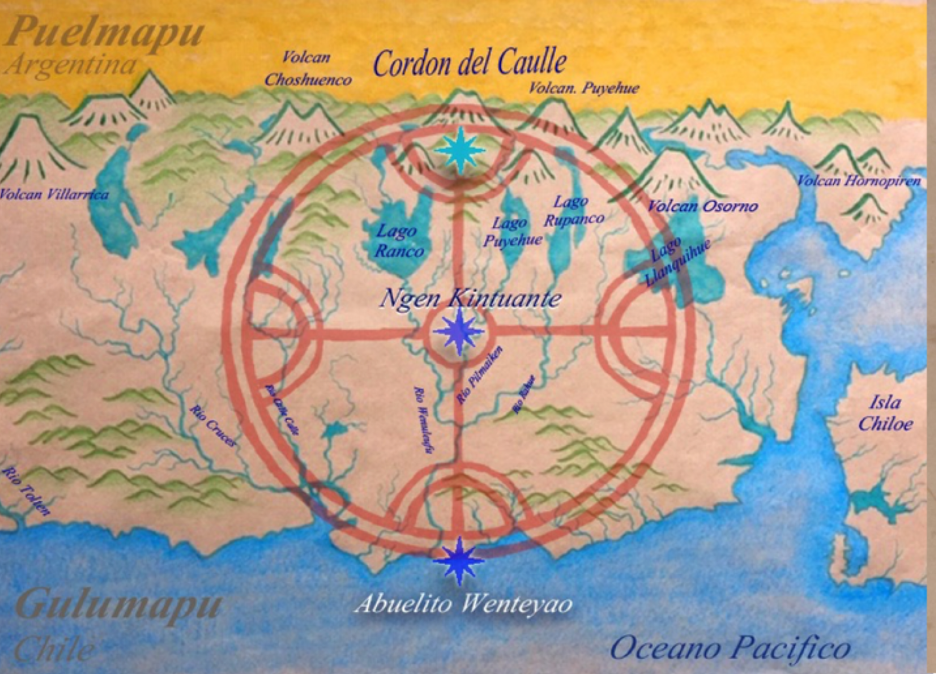 Puelmapu
Argentina
Volcan
Choshuenco
Cordon del Caulle
Volcan. Puyehue
Volcan Villarrica
Volcan Hornopiren
Volcan Osorno
Lago
Ranco
Lago
Puyehue
Lago
Rupanco
Lago
Llanquihue
Ngen Kintuante
Rio Cruces
Rio Calle Calle
Rio Wenuleufu
Rio Pilmaiken
Rio Rahue
Isla
Chiloe
Rio Tolten
Gulumapu
Chile
Abuelito Wenteyao
Oceano Pacifico